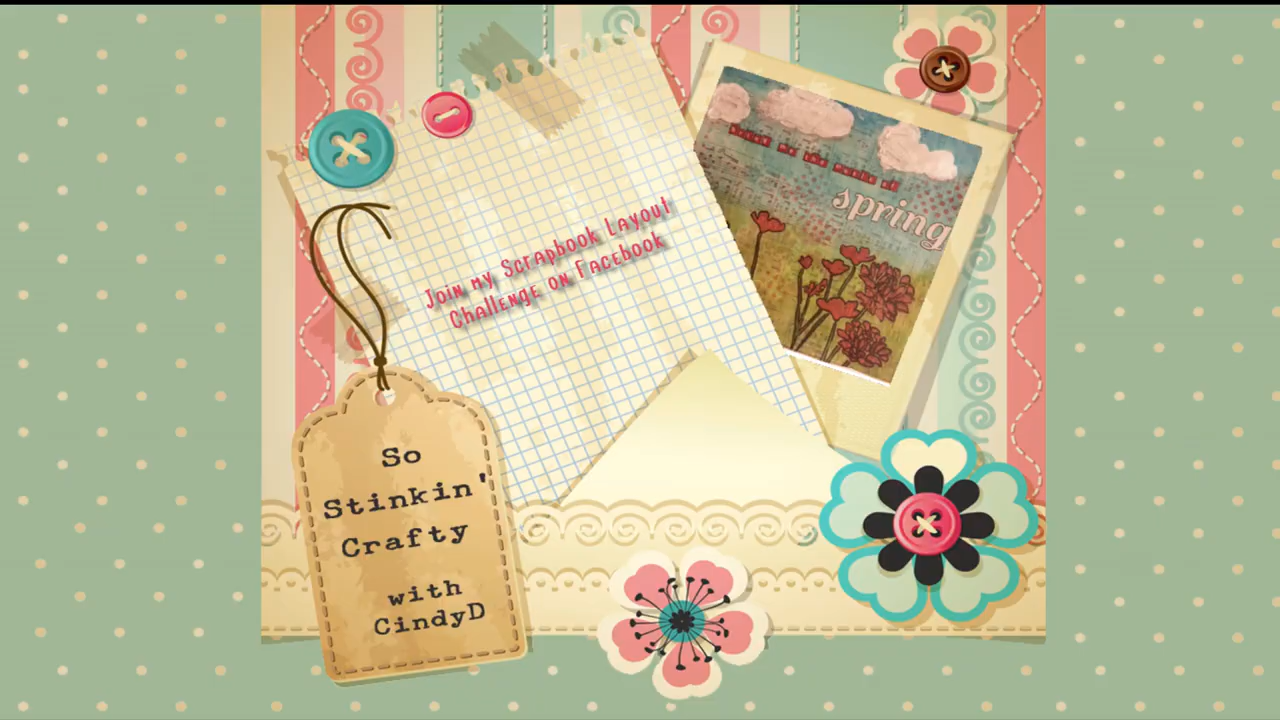 Join my Scrapbook Layout
Challenge on Facebook
spring
So
Stinkin'
Crafty
with
CindyD